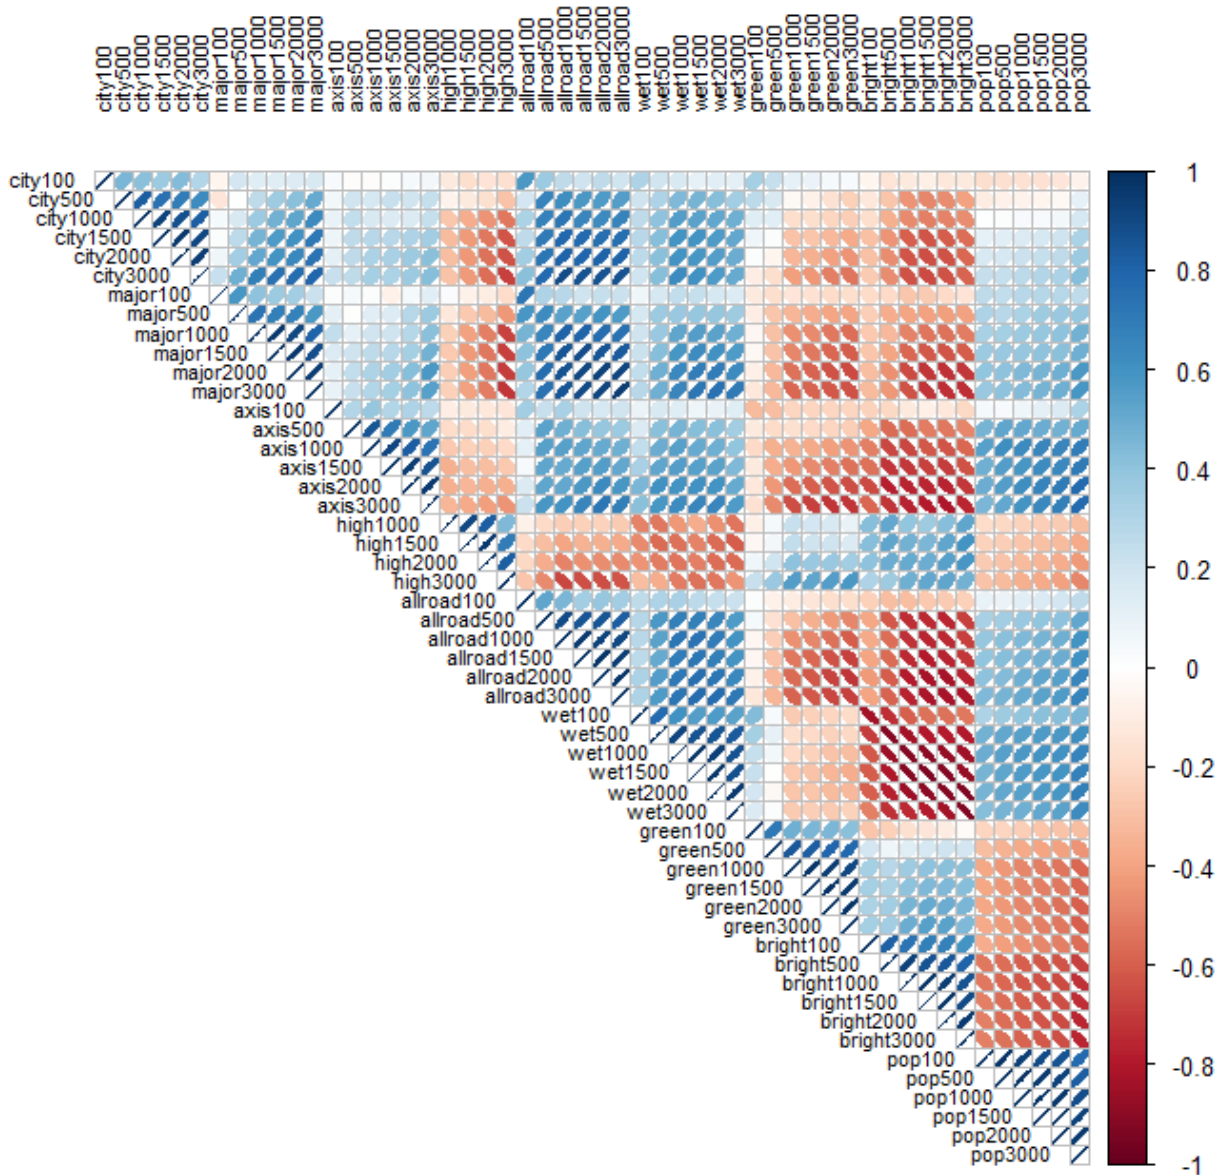 city100
city500
city1000
city1500
city2000
city3000
major100
major500
major1000
major1500
major2000
major3000
axis100
axis500
axis1000
axis1500
axis2000
axis3000
high1000
high1500
high2000
high3000
allroad100
allroad500
allroad1000
allroad1500
allroad2000
allroad3000
wet100
wet500
wet1000
wet1500
wet2000
wet3000
green100
green500
green1000
green1500
green2000
green3000
bright100
bright500
bright1000
bright1500
bright2000
bright3000
pop100
pop500
pop1000
pop1500
pop2000
pop3000
city100
city500
city1000
city1500
city2000
city3000
major100
major500
major1000
major1500
major2000
major3000
axis100
axis500
axis1000
axis1500
axis2000
axis3000
high1000
high1500
high2000
high3000
allroad100
allroad500
allroad1000
allroad1500
allroad2000
allroad3000
wet100
wet500
wet1000
wet1500
wet2000
wet3000
green100
green500
green1000
green1500
green2000
green3000
bright100
bright500
bright1000
bright1500
bright2000
bright3000
pop100
pop500
pop1000
pop1500
pop2000
pop3000
1
0.8
0.6
0.4
0.2
0
-0.2
-0.4
-0.6
-0.8
-1